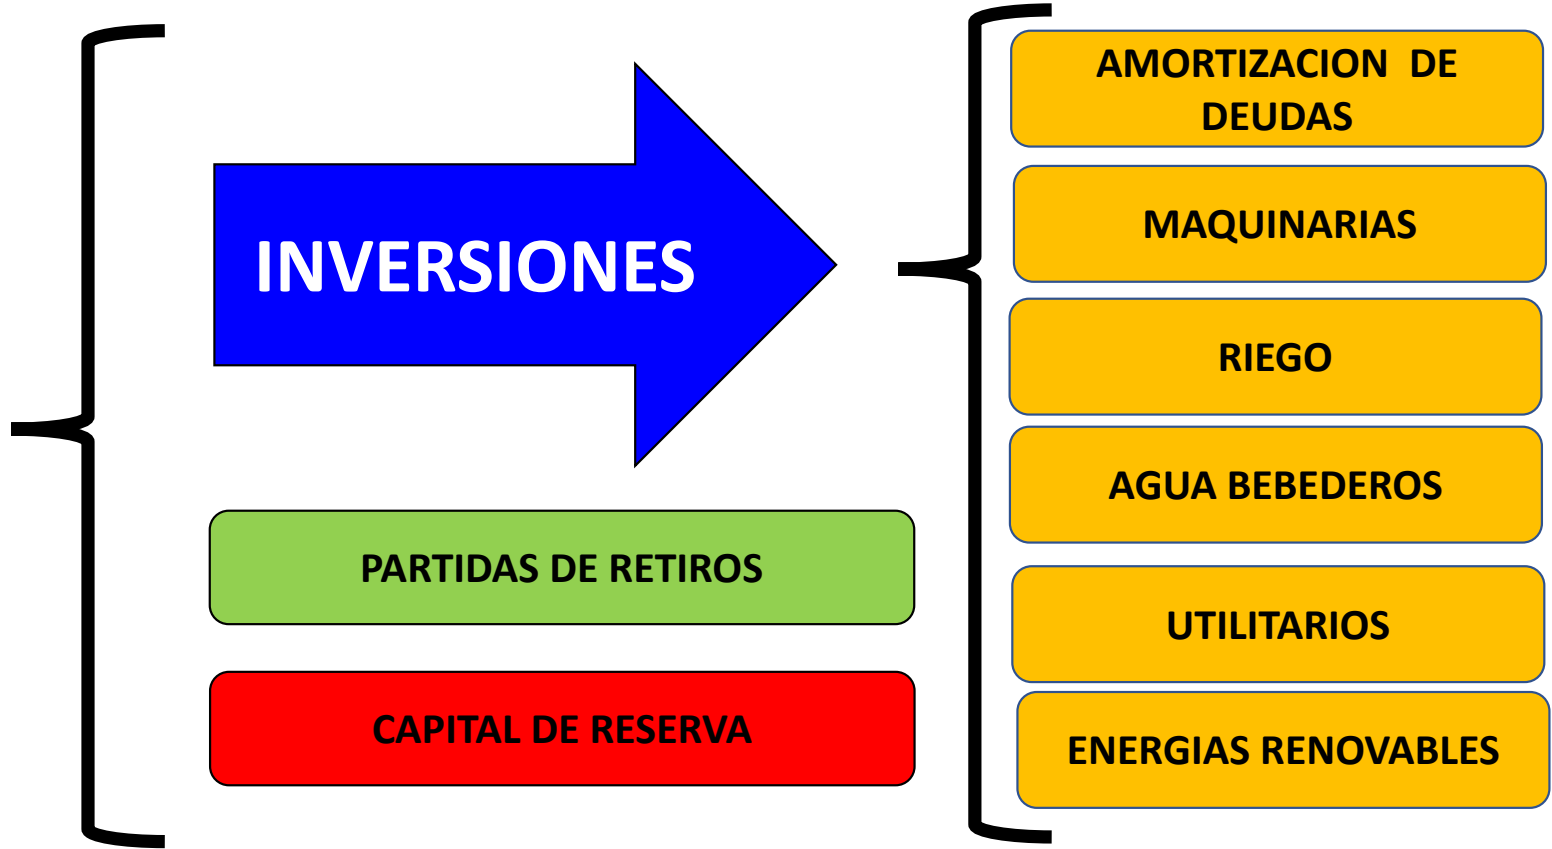 INVERSIONES
PARTIDAS DE RETIROS
CAPITAL DE RESERVA
AMORTIZACION DE
DEUDAS
MAQUINARIAS
RIEGO
AGUA BEBEDEROS
UTILITARIOS
ENERGIAS RENOVABLES